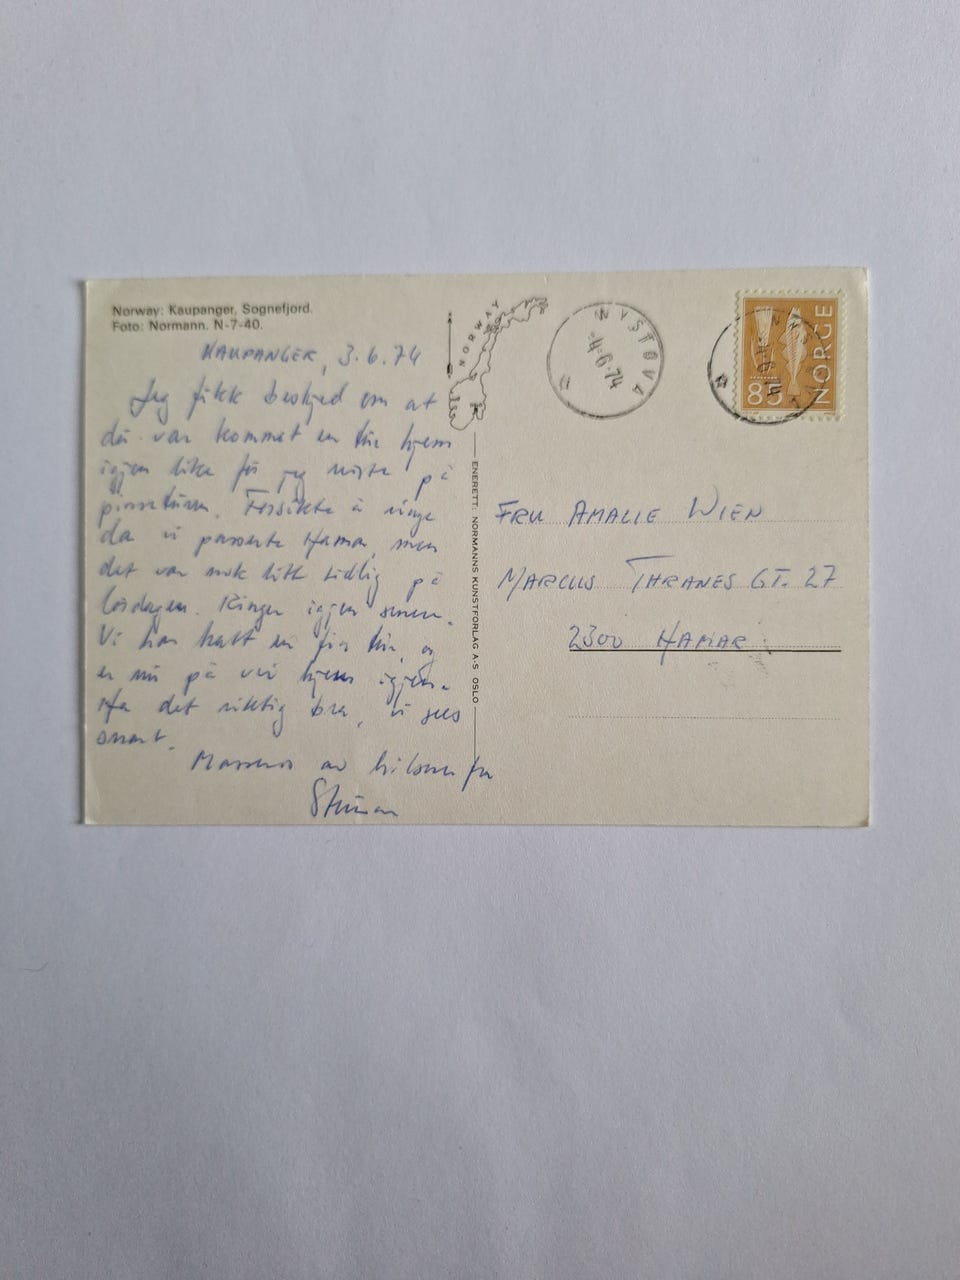 Norway: Kaupanger, Sognefjord.
Foto: Normann. N-7-40.
KAUPANGER, 3.6.74
Jeg fikk beskjed om at
du var kommet en tur hjem
igjen like før jeg reiste på
pinsetur. Forsøkte å ringe
da vi passerte Hamar, men
det var nok litt tidlig på
lørdagen. Ringer igjen senere.
Vi har hatt en fin tur, og
er nå på vei hjem igjen.
Ha det riktig bra, vi sees
snart.
Massevis av hilsener fra
NORWAY
ENERETT: NORMANNS KUNSTFORLAG A-S OSLO
NYSTOVA
-4-6-74
NORGE
85
FRU AMALIE WIEN
MARCUS THRANES GT. 27
2300 HAMAR